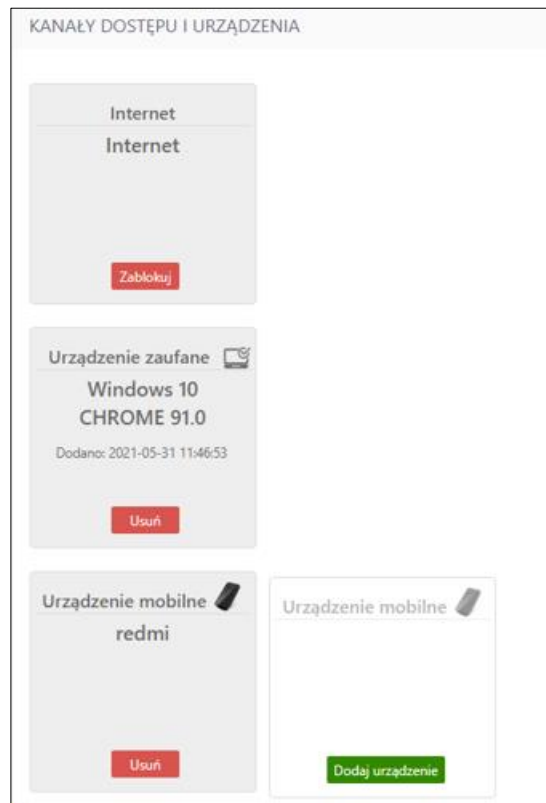 KANAŁY DOSTĘPU I URZĄDZENIA
Internet
Internet
Zablokuj
Urządzenie zaufane
Windows 10
CHROME 91.0
Dodano: 2021-05-31 11:46:53
Usuń
Urządzenie mobilne
redmi
Usuń
Urządzenie mobilne
Dodaj urządzenie